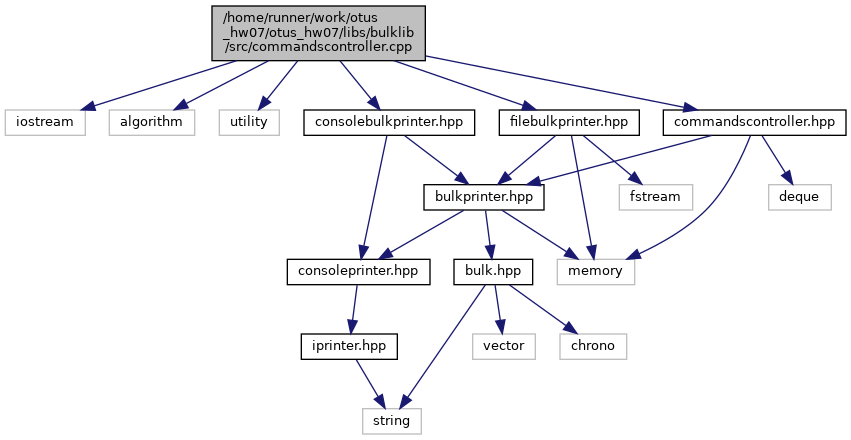 /home/runner/work/otus
_hw07/otus_hw07/libs/bulklib
/src/commandscontroller.cpp
iostream
algorithm
utility
consolebulkprinter.hpp
filebulkprinter.hpp
commandscontroller.hpp
bulkprinter.hpp
fstream
deque
consoleprinter.hpp
bulk.hpp
memory
iprinter.hpp
vector
chrono
string